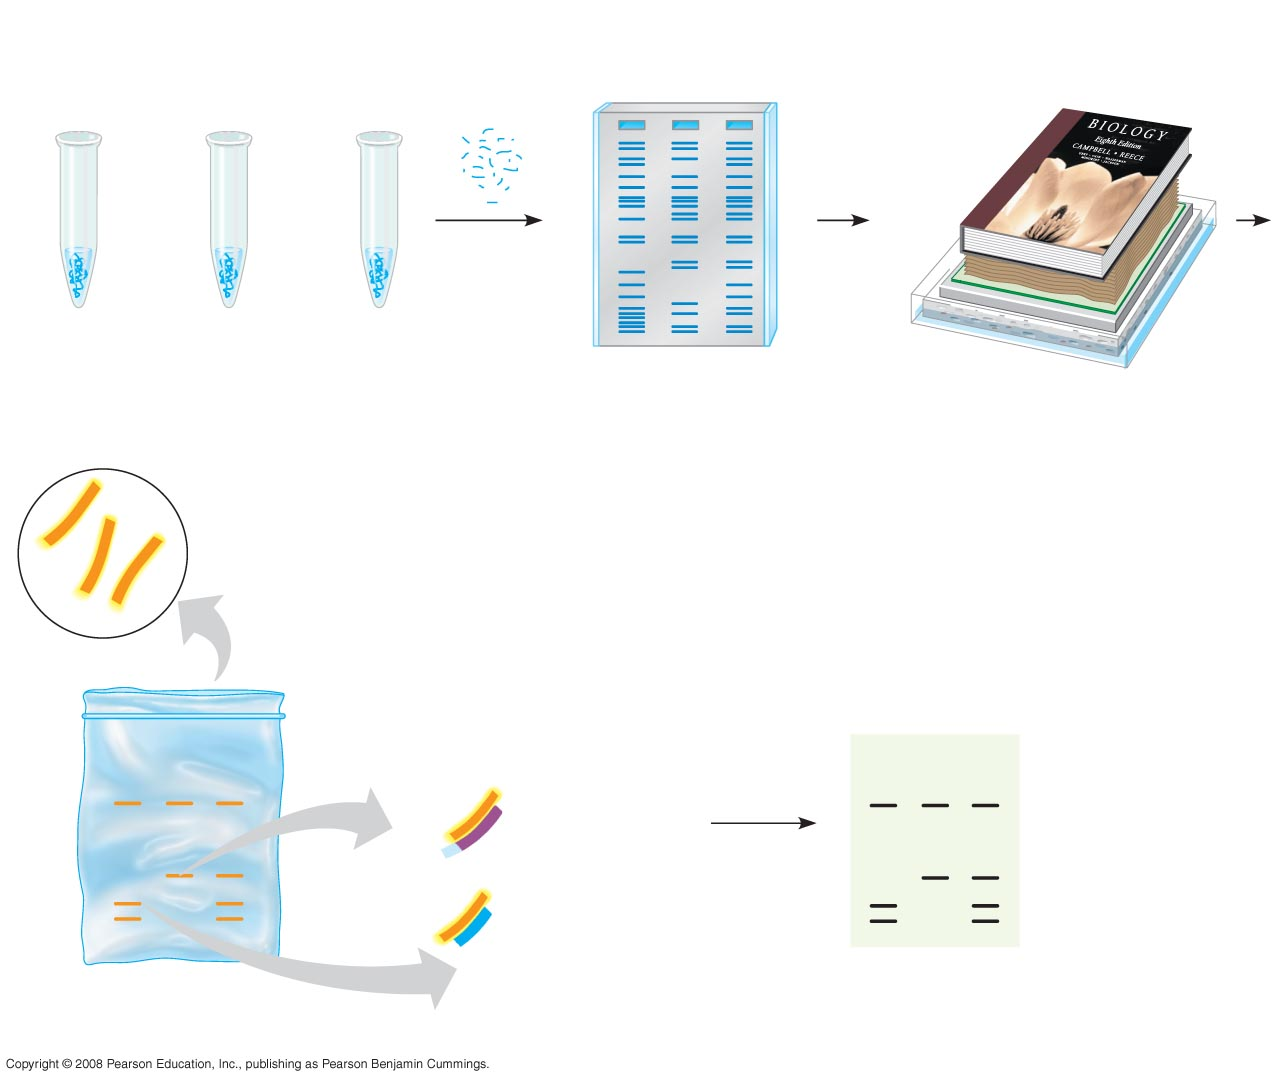 BIOLOGY
Eighth Edition
CAMPBELL • REECE
Copyright © 2008 Pearson Education, Inc., publishing as Pearson Benjamin Cummings.